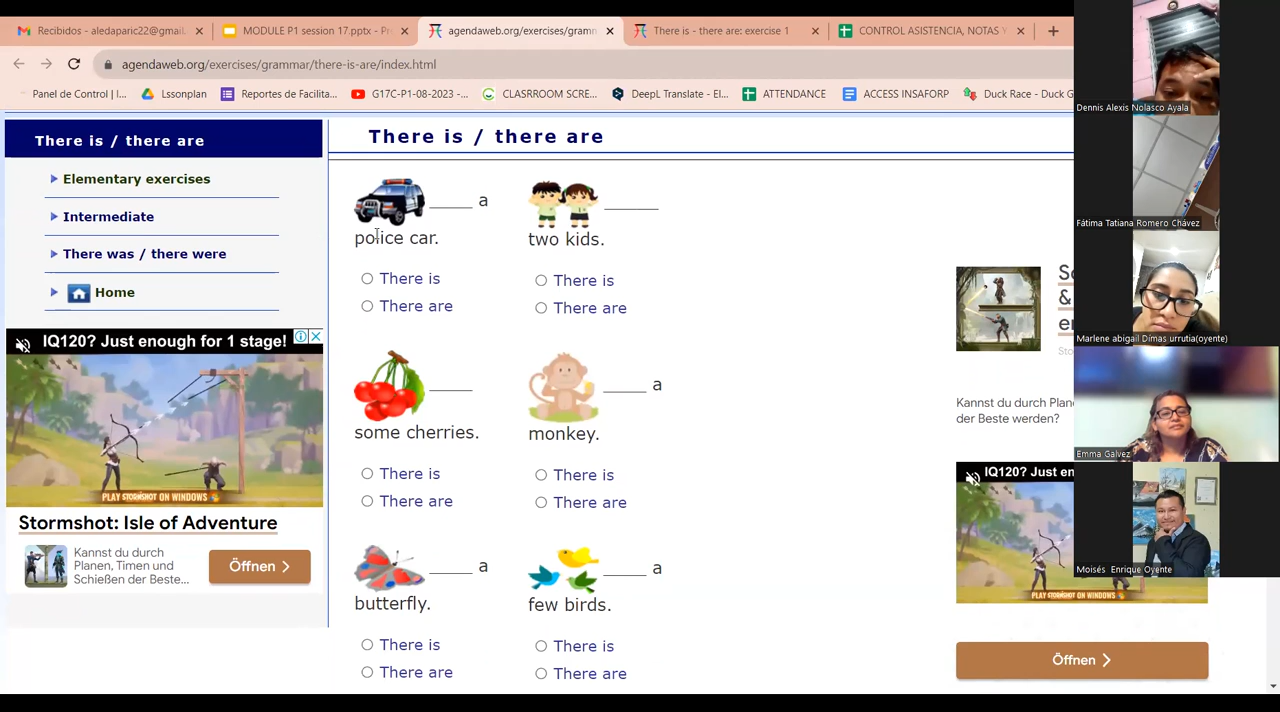 Recibidos - aledaparic22@gmail.
MODULE P1 session 17.pptx - Pr
agendaweb.org/exercises/gramm
There is - there are: exercise 1
CONTROL ASISTENCIA, NOTAS Y
agendaweb.org/exercises/grammar/there-is-are/index.html
Panel de Control | I...
Lssonplan
Reportes de Facilita...
G17C-P1-08-2023 - ...
CLASRROOM SCRE...
DeepL Translate - El...
ATTENDANCE
ACCESS INSAFORP
Duck Race - Duck G
There is / there are
Elementary exercises
Intermediate
There was / there were
Home
IQ120? Just enough for 1 stage!
PLAY STORMSHOT ON WINDOWS
Stormshot: Isle of Adventure
Kannst du durch
Planen, Timen und
Schießen der Beste...
Öffnen
There is / there are
_____ a
police car.
There is
There are
______
two kids.
There is
There are
_____
some cherries.
There is
There are
_____ a
monkey.
There is
There are
_____ a
butterfly.
There is
There are
_____ a
few birds.
There is
There are
&
Kannst du durch Plan
der Beste werden?
IQ120? Just en
PLAY STORMSHOT ON WINDOWS
Öffnen
Dennis Alexis Nolasco Ayala
Fátima Tatiana Romero Chávez
Marlene abigail Dimas urrutia(oyente)
Emma Galvez
Moisés Enrique Oyente